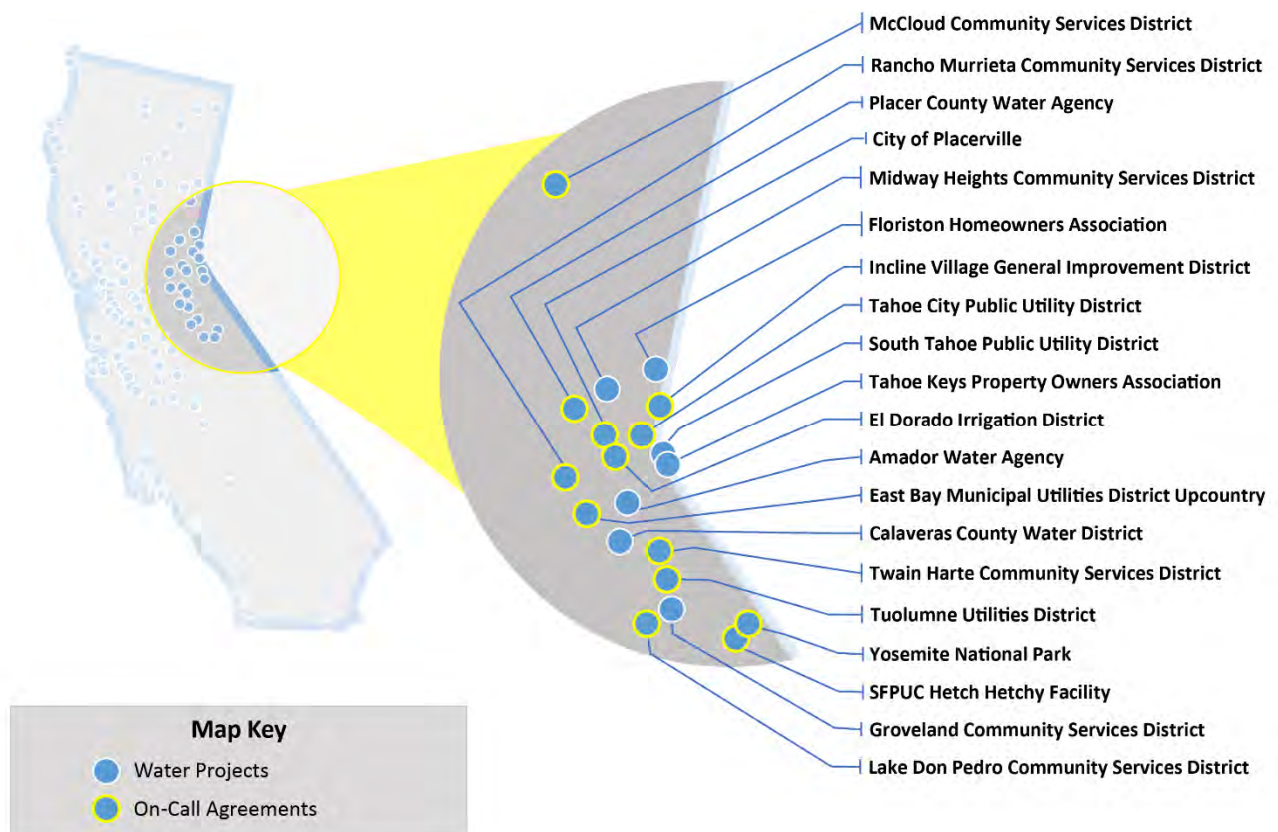 McCloud Community Services District
Rancho Murrieta Community Services District
Placer County Water Agency
City of Placerville
Midway Heights Community Services District
Floriston Homeowners Association
Incline Village General Improvement District
Tahoe City Public Utility District
South Tahoe Public Utility District
Tahoe Keys Property Owners Association
El Dorado Irrigation District
Amador Water Agency
East Bay Municipal Utilities District Upcountry
Calaveras County Water District
Twain Harte Community Services District
Tuolumne Utilities District
Yosemite National Park
SFPUC Hetch Hetchy Facility
Groveland Community Services District
Lake Don Pedro Community Services District
Map Key
Water Projects
On-Call Agreements